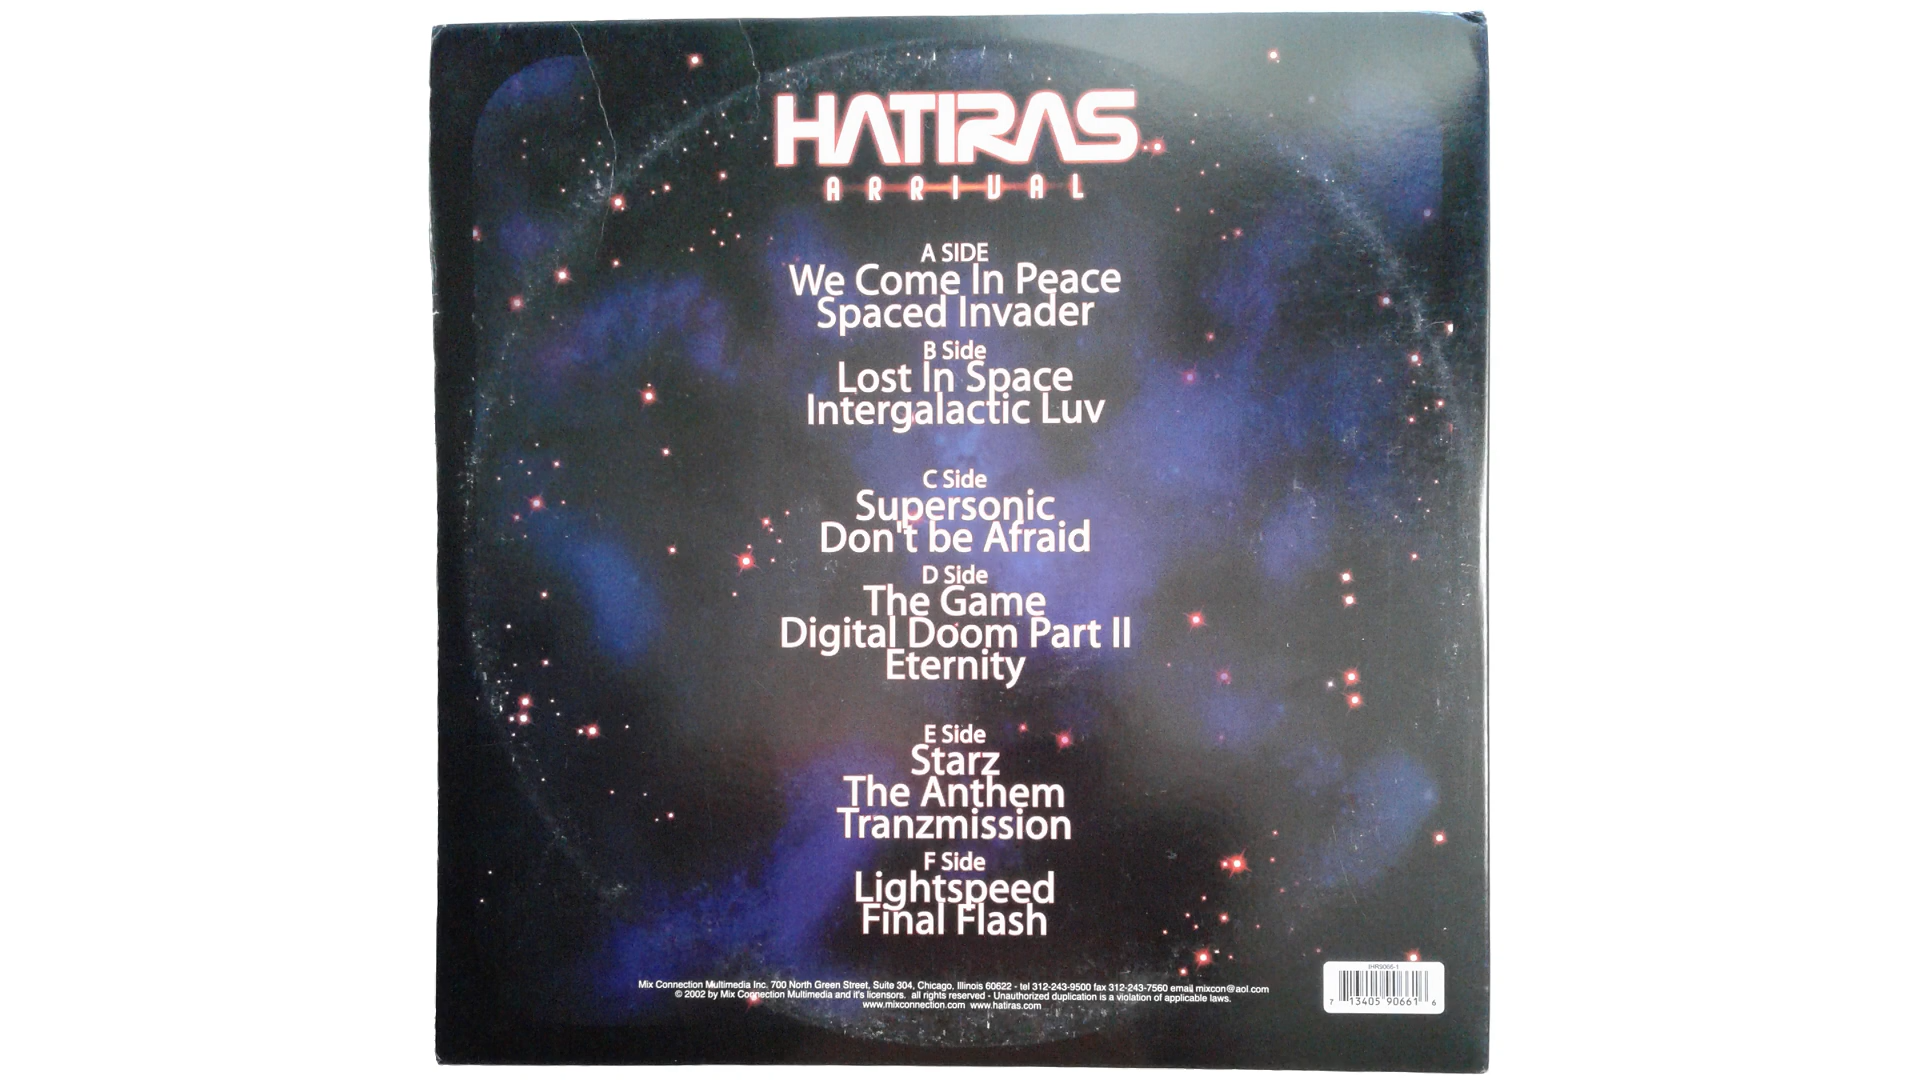 HATIRAS
ARRIVAL
A SIDE
We Come In Peace
Spaced Invader
B Side
Lost In Space
Intergalactic Luv
C Side
Supersonic
Don't be Afraid
D Side
The Game
Digital Doom Part II
Eternity
E Side
Starz
The Anthem
Tranzmission
F Side
Lightspeed
Final Flash
Mix Connection Multimedia Inc. 700 North Green Street, Suite 304, Chicago, Illinois 60622 - tel 312-243-9500 fax 312-243-7560 email mixcon@aol.com
© 2002 by Mix Connection Multimedia and it's licensors. all rights reserved - Unauthorized duplication is a violation of applicable laws.
www.mixconnection.com www.hatiras.com
7 13405 90661 6